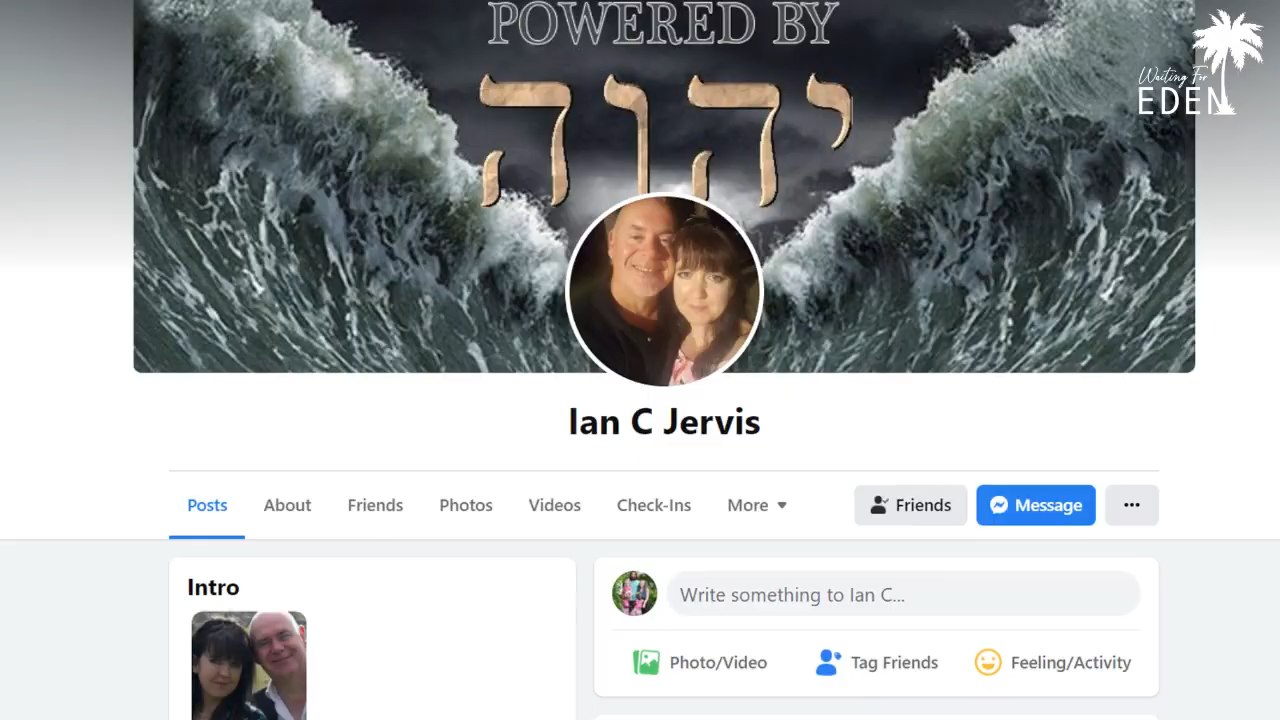 POWERED BY
יהוה
Waiting For
EDEN
Ian C Jervis
Posts About Friends Photos Videos Check-Ins More Friends Message
Intro
Write something to Ian C...
Photo/Video Tag Friends Feeling/Activity